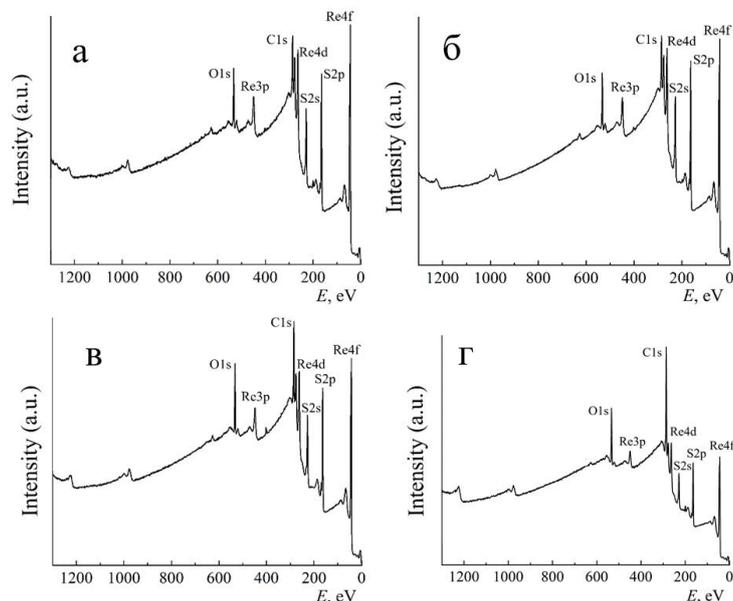 а
Re4f
C1s
Re4d
O1s
S2p
Re3p
S2s
Intensity (a.u.)
1200 1000 800 600 400 200 0
E, eV
б
Re4f
C1s
Re4d
S2p
O1s
Re3p
S2s
Intensity (a.u.)
1200 1000 800 600 400 200 0
E, eV
в
C1s
Re4f
O1s
Re4d
S2p
Re3p
S2s
Intensity (a.u.)
1200 1000 800 600 400 200 0
E, eV
г
C1s
O1s
Re4d
Re3p
S2p
Re4f
S2s
Intensity (a.u.)
1200 1000 800 600 400 200 0
E, eV